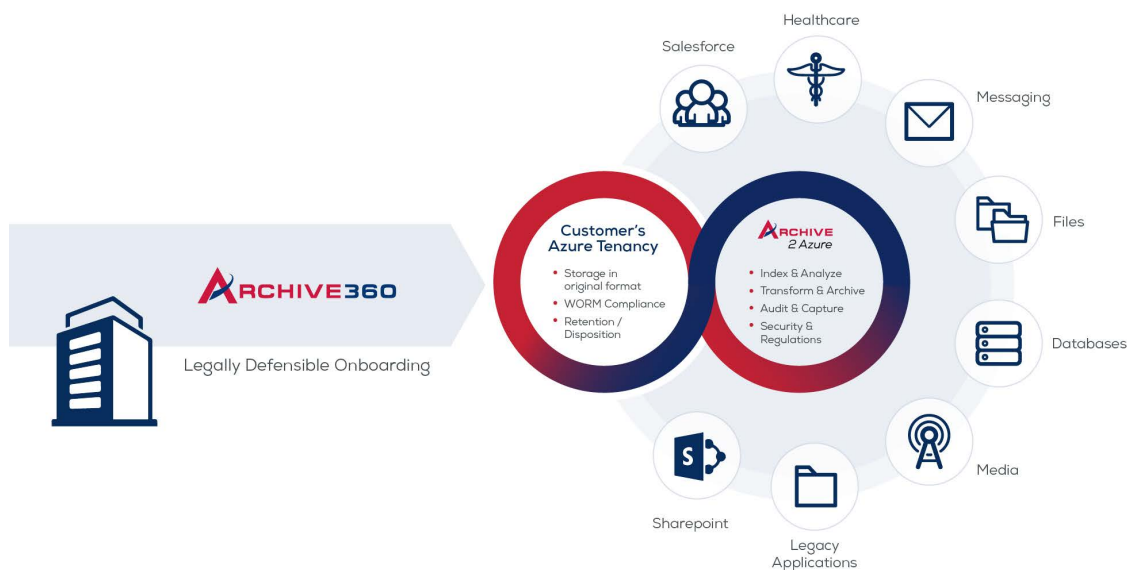 Healthcare
Salesforce
Messaging
Files
Databases
Media
Legacy
Applications
Sharepoint
ARCHIVE360
Legally Defensible Onboarding
Customer's
Azure Tenancy
• Storage in
original format
• WORM Compliance
• Retention /
Disposition
ARCHIVE
2 Azure
• Index & Analyze
• Transform & Archive
• Audit & Capture
• Security &
Regulations
S